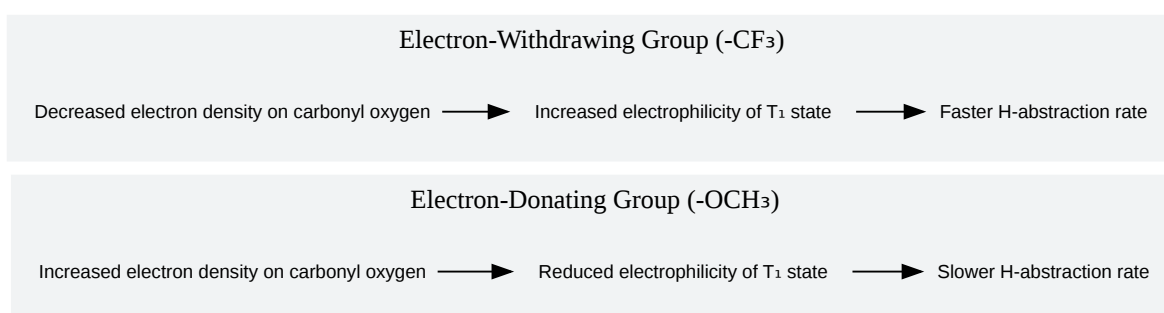 Electron-Withdrawing Group (-CF₃)
Decreased electron density on carbonyl oxygen Increased electrophilicity of T₁ state Faster H-abstraction rate
Electron-Donating Group (-OCH₃)
Increased electron density on carbonyl oxygen Reduced electrophilicity of T₁ state Slower H-abstraction rate